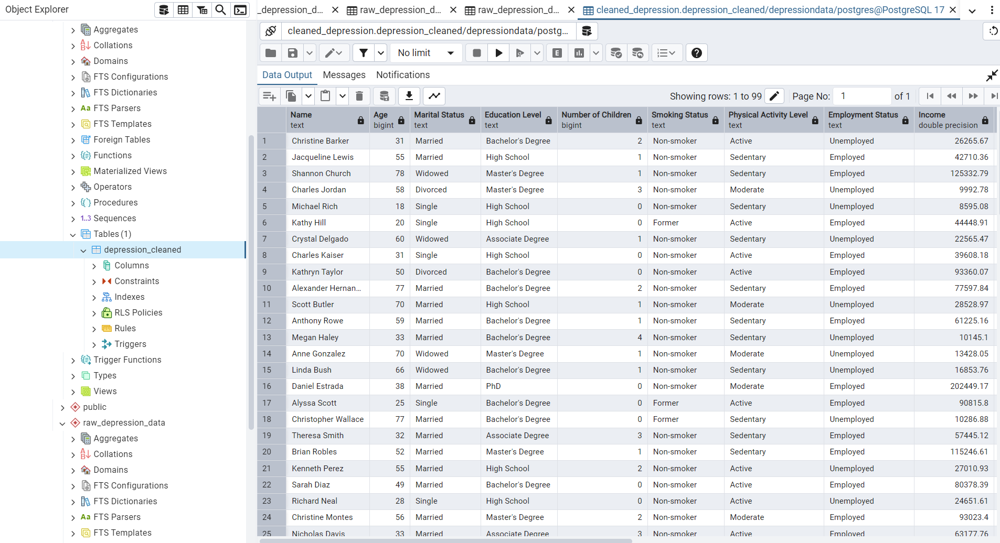 Object Explorer
Aggregates
Collations
Domains
FTS Configurations
FTS Dictionaries
Aa FTS Parsers
FTS Templates
Foreign Tables
Functions
Materialized Views
Operators
Procedures
1..3 Sequences
Tables (1)
depression_cleaned
Columns
Constraints
Indexes
RLS Policies
Rules
Triggers
Trigger Functions
Types
Views
public
raw_depression_data
Aggregates
Collations
Domains
FTS Configurations
FTS Dictionaries
Aa FTS Parsers
FTS Templates
_depression_d... raw_depression_d... raw_depression_d... cleaned_depression.depression_cleaned/depressiondata/postgres@PostgreSQL 17
cleaned_depression.depression_cleaned/depressiondata/postg...
No limit E
Data Output Messages Notifications
Showing rows: 1 to 99 Page No: 1 of 1
Name Age Marital Status Education Level Number of Children Smoking Status Physical Activity Level Employment Status Income
text bigint text text bigint text text text double precision
1 Christine Barker 31 Married Bachelor's Degree 2 Non-smoker Active Unemployed 26265.67
2 Jacqueline Lewis 55 Married High School 1 Non-smoker Sedentary Employed 42710.36
3 Shannon Church 78 Widowed Master's Degree 1 Non-smoker Sedentary Employed 125332.79
4 Charles Jordan 58 Divorced Master's Degree 3 Non-smoker Moderate Unemployed 9992.78
5 Michael Rich 18 Single High School 0 Non-smoker Sedentary Unemployed 8595.08
6 Kathy Hill 20 Single High School 0 Former Active Employed 44448.91
7 Crystal Delgado 60 Widowed Associate Degree 1 Non-smoker Sedentary Unemployed 22565.47
8 Charles Kaiser 31 Single High School 0 Non-smoker Active Employed 39608.18
9 Kathryn Taylor 50 Divorced Bachelor's Degree 0 Non-smoker Active Employed 93360.07
10 Alexander Hernan... 77 Married Bachelor's Degree 2 Non-smoker Sedentary Employed 77597.84
11 Scott Butler 70 Married High School 1 Non-smoker Moderate Unemployed 28528.97
12 Anthony Rowe 59 Married Bachelor's Degree 1 Non-smoker Sedentary Employed 61225.16
13 Megan Haley 33 Married Bachelor's Degree 4 Non-smoker Sedentary Unemployed 10145.1
14 Anne Gonzalez 70 Widowed Master's Degree 1 Non-smoker Moderate Unemployed 13428.05
15 Linda Bush 66 Widowed Bachelor's Degree 1 Non-smoker Sedentary Unemployed 16853.76
16 Daniel Estrada 38 Married PhD 0 Non-smoker Moderate Employed 202449.17
17 Alyssa Scott 25 Single Bachelor's Degree 0 Former Active Employed 90815.8
18 Christopher Wallace 77 Married Bachelor's Degree 0 Former Sedentary Unemployed 10286.88
19 Theresa Smith 32 Married Associate Degree 3 Non-smoker Sedentary Employed 57445.12
20 Brian Robles 52 Married Master's Degree 1 Non-smoker Sedentary Employed 115246.61
21 Kenneth Perez 55 Married High School 2 Non-smoker Active Unemployed 27010.93
22 Sarah Diaz 49 Married Bachelor's Degree 0 Non-smoker Active Employed 80378.39
23 Richard Neal 28 Single High School 0 Non-smoker Active Unemployed 24651.61
24 Christine Montes 56 Married Master's Degree 2 Non-smoker Moderate Employed 93023.4
25 Nicholas Davis 33 Married Associate Degree 3 Non-smoker Active Employed 63177.76